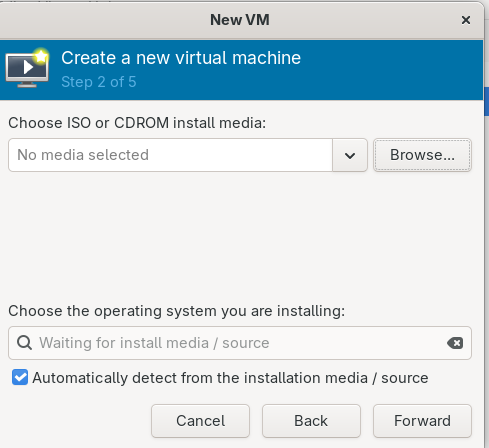 New VM
Create a new virtual machine
Step 2 of 5
Choose ISO or CDROM install media:
No media selected
Browse...
Choose the operating system you are installing:
Waiting for install media / source
Automatically detect from the installation media / source
Cancel Back Forward